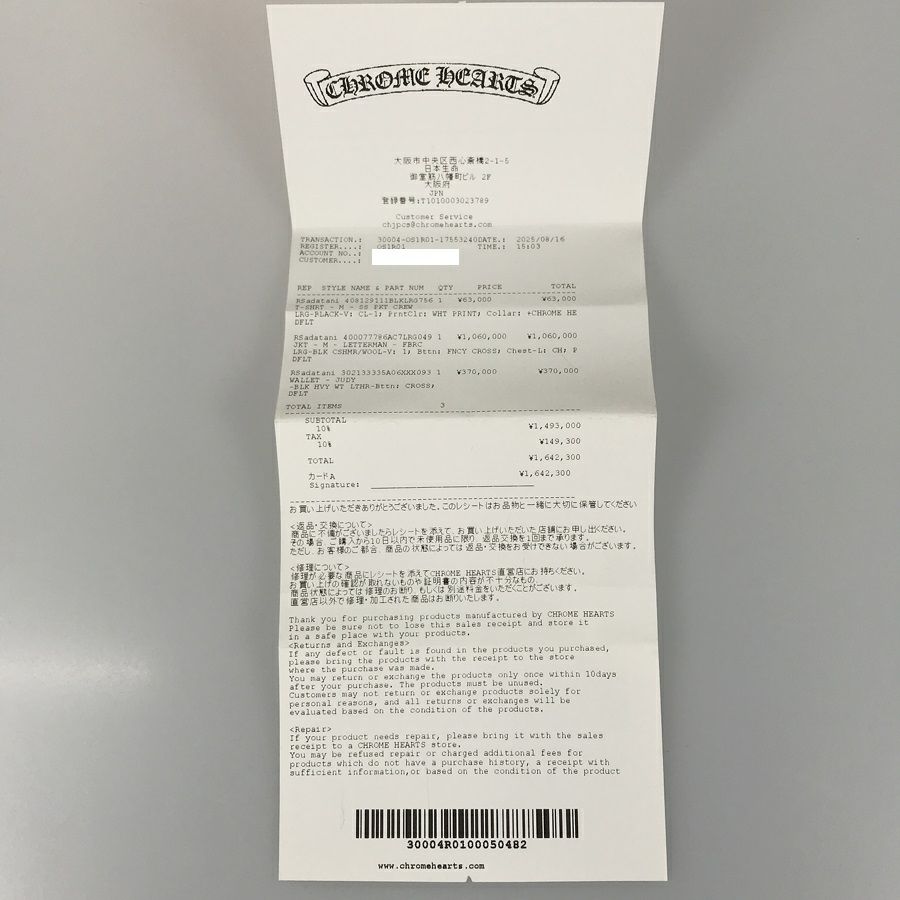 CHROME HEARTS
大阪市中央区西心斎橋2-1-5
日本生命
御堂筋八幡町ビル 2F
大阪府
JPN
登録番号:T1010003023789
Customer Service
chjpcs@chromehearts.com
TRANSACTION.: 30004-OS1R01-17553240DATE.: 2025/08/16
REGISTER....: OS1R01 TIME.: 15:03
ACCOUNT NO..:
CUSTOMER....:
REP STYLE NAME & PART NUM QTY PRICE TOTAL
RSadatani 408129111BLKLRG756 1 ¥63,000 ¥63,000
T-SHRT - M - SS PKT CREW
LRG-BLACK-V: CL-1; PrntClr: WHT PRINT; Collar: +CHROME HE
DFLT
RSadatani 400077786AC7LRG049 1 ¥1,060,000 ¥1,060,000
JKT - M - LETTERMAN - FBRC
LRG-BLK CSHMR/WOOL-V: 1; Bttn: FNCY CROSS; Chest-L: CH; P
DFLT
RSadatani 302133335A06XXX093 1 ¥370,000 ¥370,000
WALLET - JUDY
-BLK HVY WT LTHR-Bttn: CROSS;
DFLT
TOTAL ITEMS 3
SUBTOTAL ¥1,493,000
10%
TAX ¥149,300
10%
TOTAL ¥1,642,300
カードA ¥1,642,300
Signature:
お買い上げいただきありがとうございました。このレシートはお品物と一緒に大切に保管してください
<返品・交換について>
商品に不備がございましたらレシートを添えて、お買い上げいただいた店舗にお申し出ください。
その場合、ご購入から10日以内で未使用品に限り、返品交換を1回まで承ります。
ただし、お客様のご都合、商品の状態によっては返品・交換をお受けできない場合がございます。
<修理について>
修理が必要な商品にレシートを添えてCHROME HEARTS直営店にお持ちください。
お買い上げの確認が取れないものや証明書の内容が不十分なもの、
商品状態によっては修理のお断り、もしくは別途料金をいただくことがございます。
直営店以外で修理・加工された商品はお断りいたします。
Thank you for purchasing products manufactured by CHROME HEARTS
Please be sure not to lose this sales receipt and store it
in a safe place with your products.
<Returns and Exchanges>
If any defect or fault is found in the products you purchased,
please bring the products with the receipt to the store
where the purchase was made.
You may return or exchange the products only once within 10days
after your purchase. The products must be unused.
Customers may not return or exchange products solely for
personal reasons, and all returns or exchanges will be
evaluated based on the condition of the products.
<Repair>
If your product needs repair, please bring it with the sales
receipt to a CHROME HEARTS store.
You may be refused repair or charged additional fees for
products which do not have a purchase history, a receipt with
sufficient information,or based on the condition of the product
30004R0100050482
www.chromehearts.com